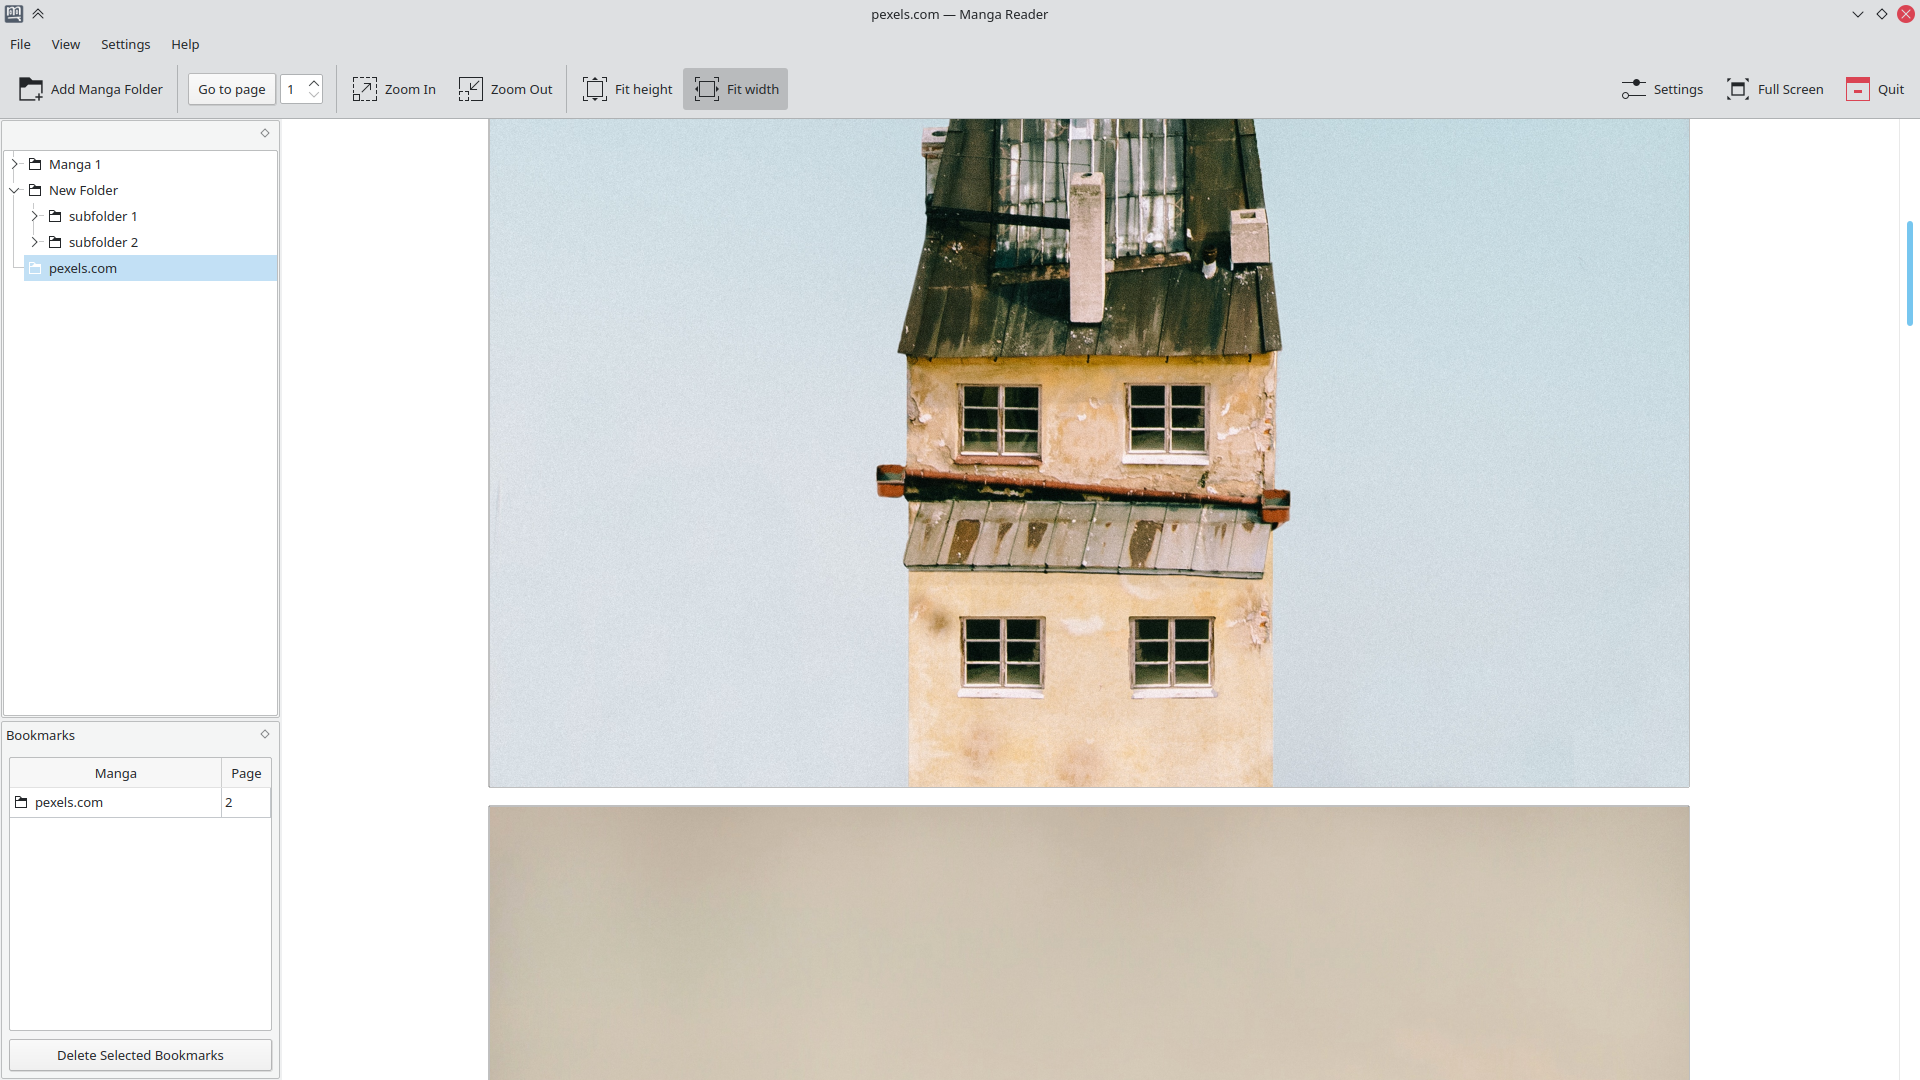 pexels.com — Manga Reader
File View Settings Help
Add Manga Folder Go to page 1 Zoom In Zoom Out Fit height Fit width Settings Full Screen Quit
Manga 1
New Folder
subfolder 1
subfolder 2
pexels.com
Bookmarks
Manga Page
pexels.com 2
Delete Selected Bookmarks